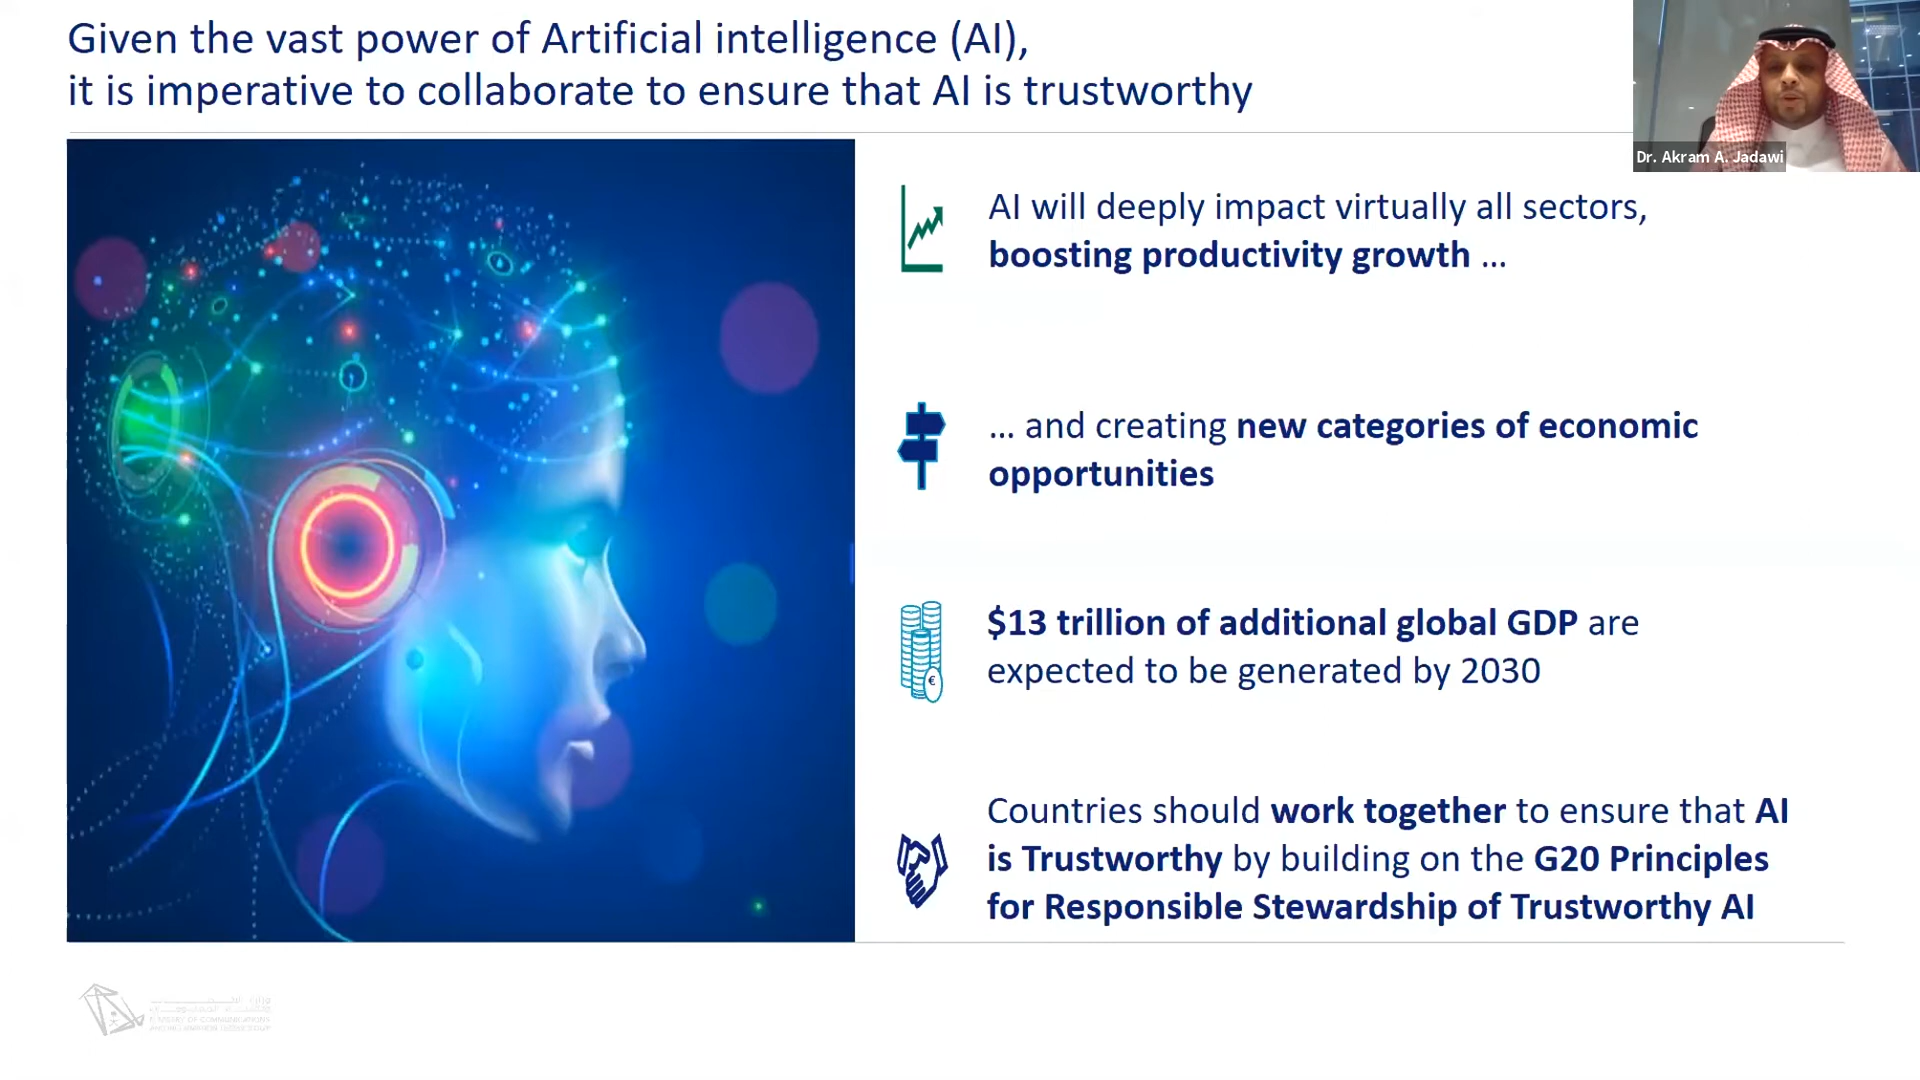 Given the vast power of Artificial intelligence (AI),
it is imperative to collaborate to ensure that AI is trustworthy
Dr. Akram A. Jadawi
AI will deeply impact virtually all sectors,
boosting productivity growth ...
... and creating new categories of economic
opportunities
$13 trillion of additional global GDP are
expected to be generated by 2030
€
Countries should work together to ensure that AI
is Trustworthy by building on the G20 Principles
for Responsible Stewardship of Trustworthy AI
MINISTRY OF COMMUNICATIONS